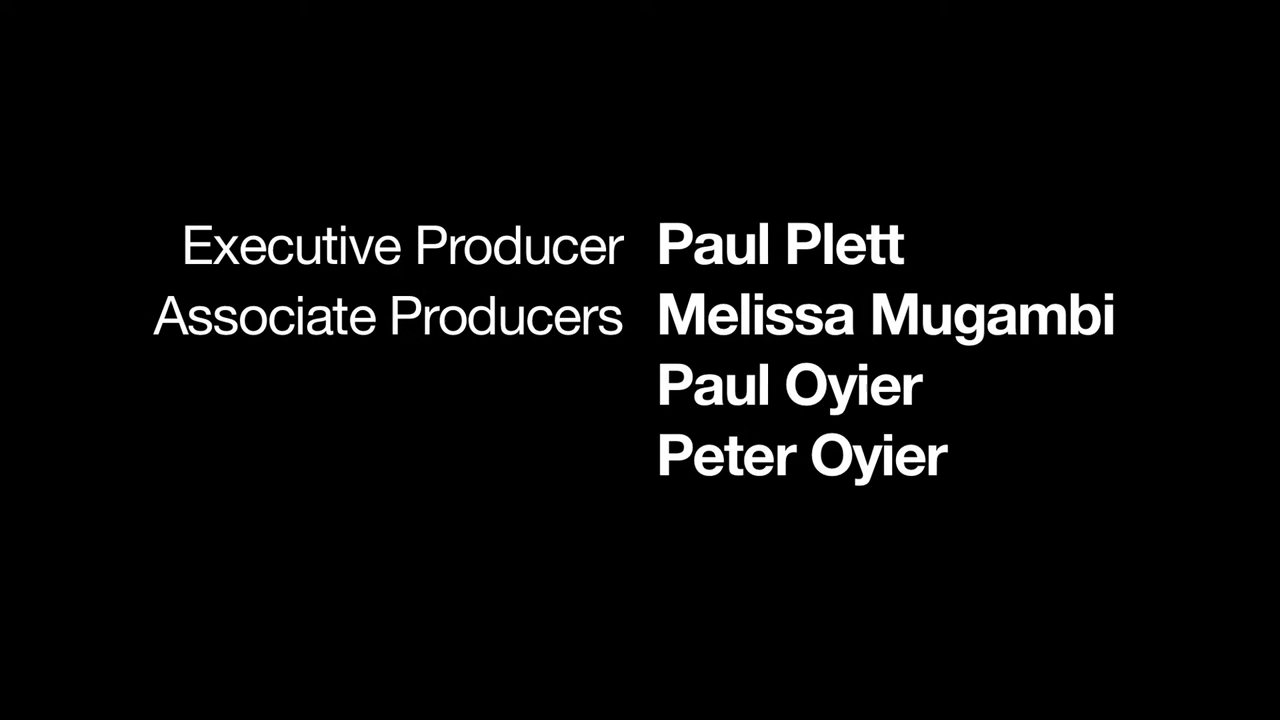 Executive Producer Paul Plett
Associate Producers Melissa Mugambi
Paul Oyier
Peter Oyier